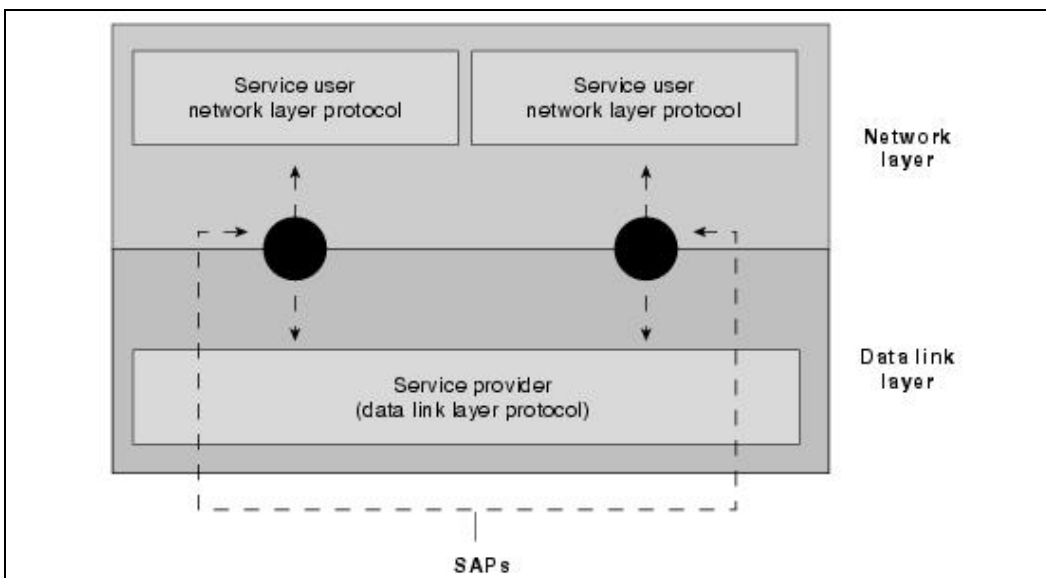 Service user
network layer protocol
Service user
network layer protocol
Network
layer
Data link
layer
Service provider
(data link layer protocol)
SAPs